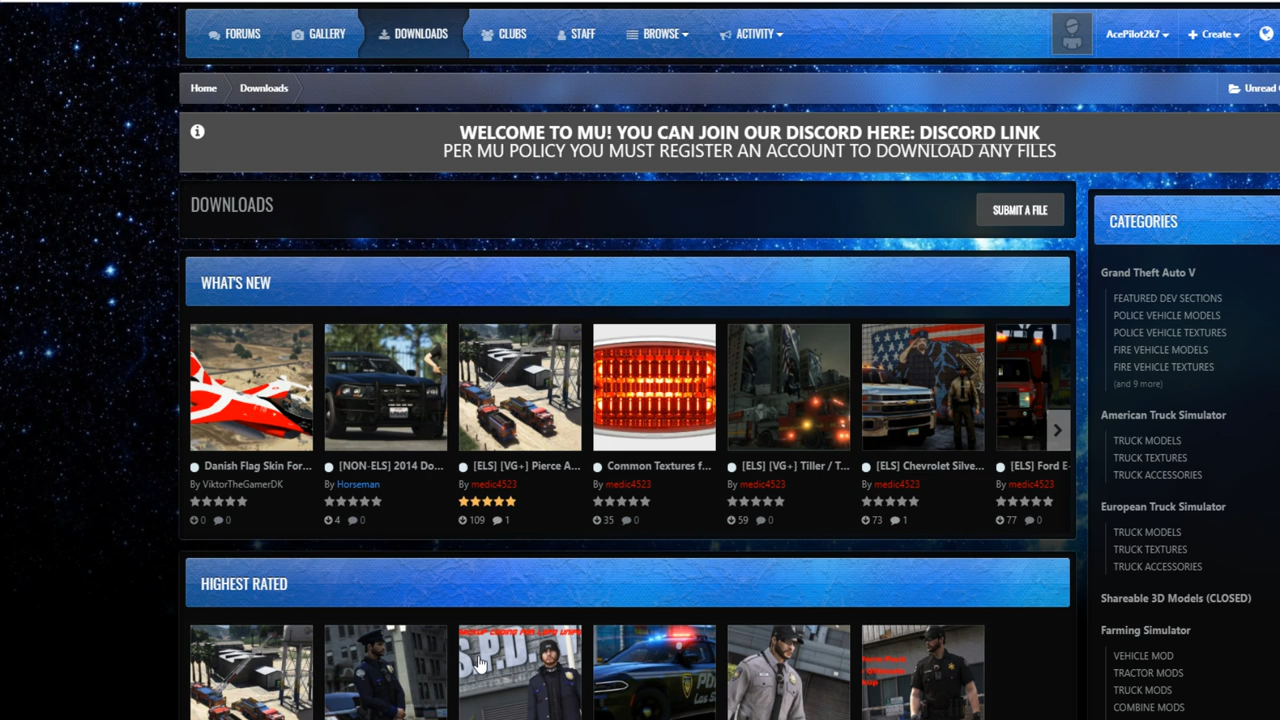 FORUMS GALLERY DOWNLOADS CLUBS STAFF BROWSE ACTIVITY AcePilot2k7 Create
Home Downloads Unread
WELCOME TO MU! YOU CAN JOIN OUR DISCORD HERE: DISCORD LINK
PER MU POLICY YOU MUST REGISTER AN ACCOUNT TO DOWNLOAD ANY FILES
DOWNLOADS
SUBMIT A FILE
WHAT'S NEW
Danish Flag Skin For...
By ViktorTheGamerDK
0 0
[NON-ELS] 2014 Do...
By Horseman
4 0
[ELS] [VG+] Pierce A...
By medic4523
109 1
Common Textures f...
By medic4523
35 0
[ELS] [VG+] Tiller / T...
By medic4523
59 0
[ELS] Chevrolet Silve...
By medic4523
73 1
[ELS] Ford E-
By medic4523
77 0
HIGHEST RATED
S.P.D.
CATEGORIES
Grand Theft Auto V
FEATURED DEV SECTIONS
POLICE VEHICLE MODELS
POLICE VEHICLE TEXTURES
FIRE VEHICLE MODELS
FIRE VEHICLE TEXTURES
(and 9 more)
American Truck Simulator
TRUCK MODELS
TRUCK TEXTURES
TRUCK ACCESSORIES
European Truck Simulator
TRUCK MODELS
TRUCK TEXTURES
TRUCK ACCESSORIES
Shareable 3D Models (CLOSED)
Farming Simulator
VEHICLE MOD
TRACTOR MODS
TRUCK MODS
COMBINE MODS